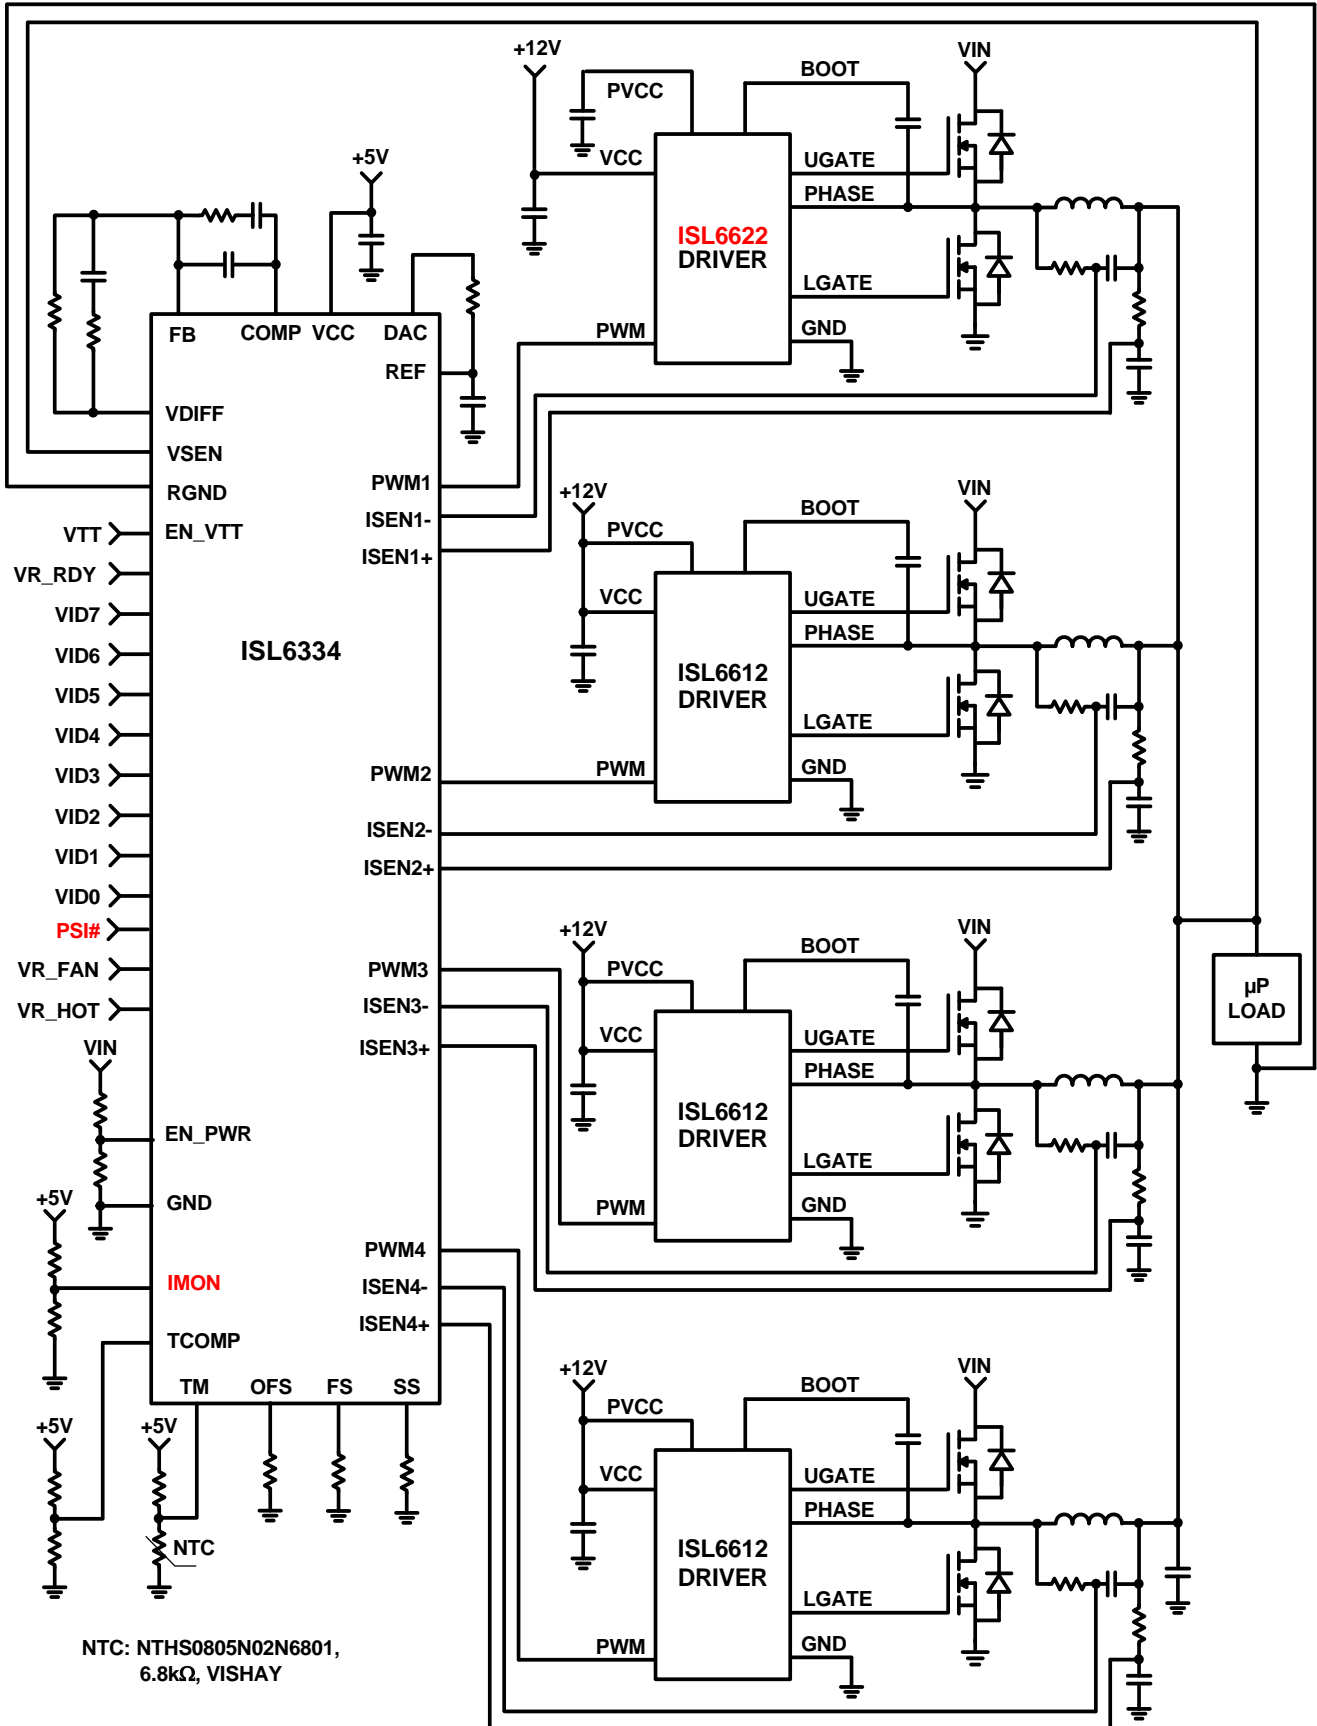 +12V
PVCC
VCC
BOOT
VIN
UGATE
PHASE
ISL6622
DRIVER
LGATE
GND
PWM
+5V
FB
COMP
VCC
DAC
REF
VDIFF
VSEN
RGND
EN_VTT
VTT
VR_RDY
VID7
VID6
VID5
VID4
VID3
VID2
VID1
VID0
PSI#
VR_FAN
VR_HOT
VIN
EN_PWR
GND
+5V
IMON
TCOMP
TM
OFS
FS
SS
ISL6334
PWM1
ISEN1-
ISEN1+
PWM2
ISEN2-
ISEN2+
PWM3
ISEN3-
ISEN3+
PWM4
ISEN4-
ISEN4+
+12V
PVCC
VCC
BOOT
VIN
UGATE
PHASE
ISL6612
DRIVER
LGATE
GND
PWM
+12V
PVCC
VCC
BOOT
VIN
UGATE
PHASE
ISL6612
DRIVER
LGATE
GND
PWM
µP
LOAD
+12V
PVCC
VCC
BOOT
VIN
UGATE
PHASE
ISL6612
DRIVER
LGATE
GND
PWM
+5V
+5V
NTC
NTC: NTHS0805N02N6801,
6.8kΩ, VISHAY